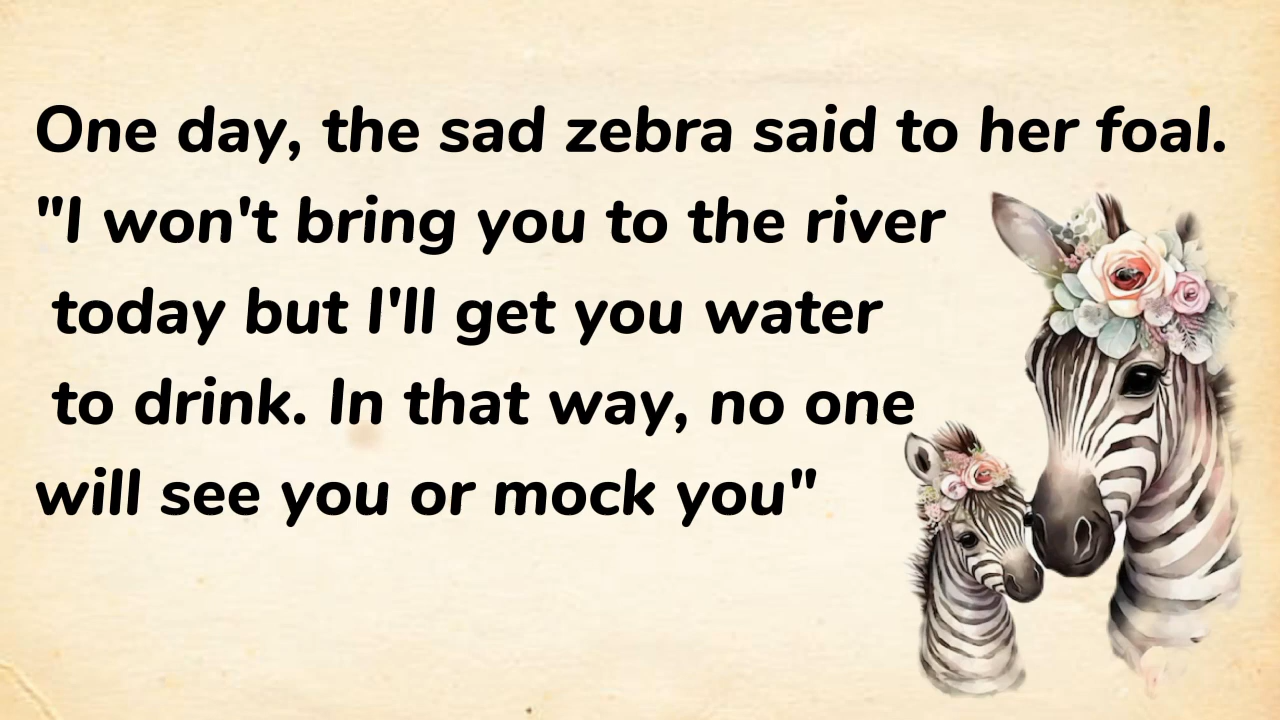 One day, the sad zebra said to her foal.
"I won't bring you to the river
today but I'll get you water
to drink. In that way, no one
will see you or mock you"